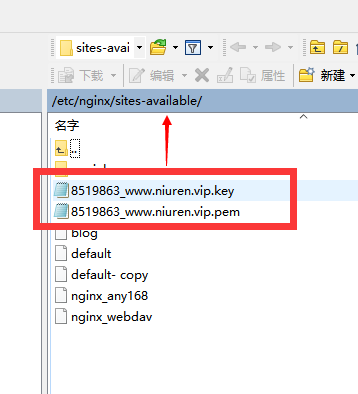 sites-avai
下载
编辑
属性
新建
/etc/nginx/sites-available/
名字
..
8519863_www.niuren.vip.key
8519863_www.niuren.vip.pem
blog
default
default- copy
nginx_any168
nginx_webdav